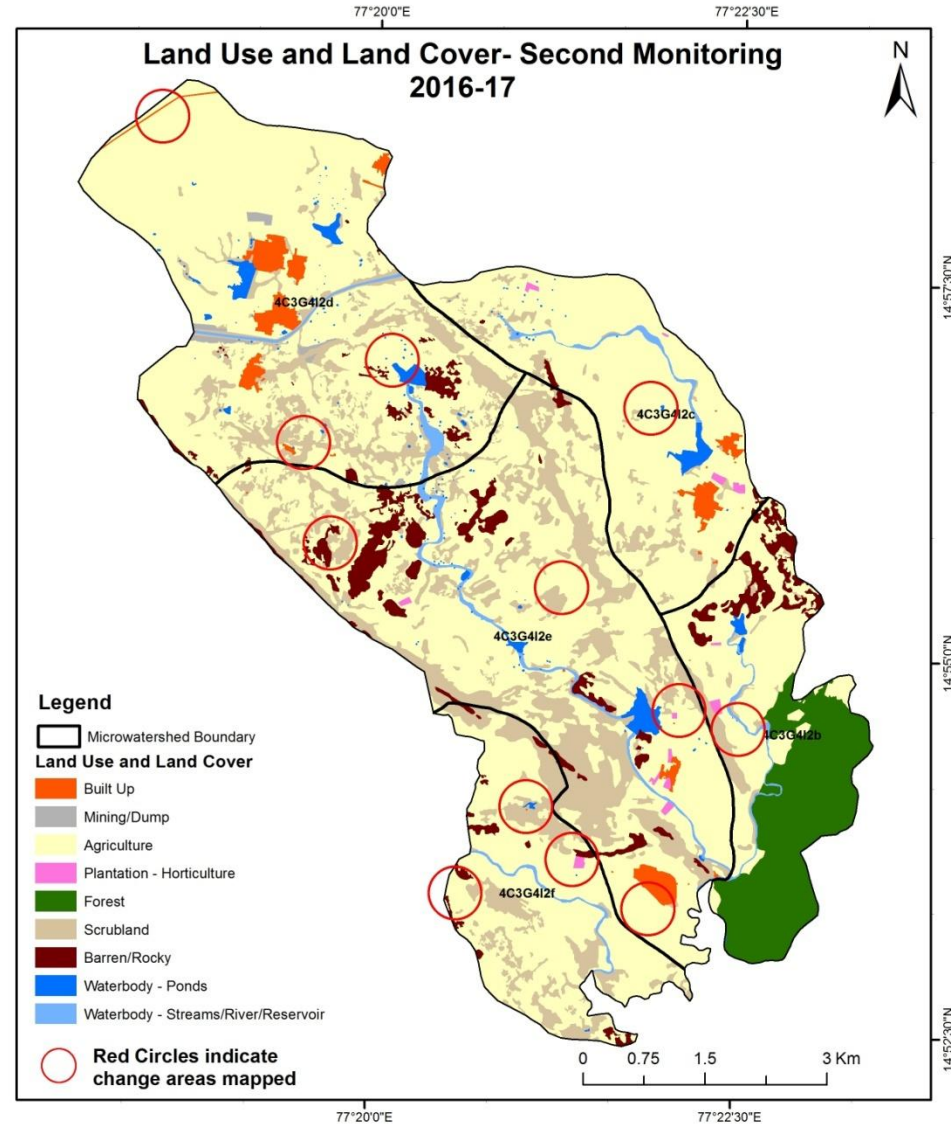 77°20'0"E
77°22'30"E
Land Use and Land Cover- Second Monitoring
2016-17
N
14°57'30"N
4C3G4I2d
4C3G4I2c
4C3G4I2e
14°55'0"N
4C3G4I2b
4C3G4I2f
Legend
Microwatershed Boundary
Land Use and Land Cover
Built Up
Mining/Dump
Agriculture
Plantation - Horticulture
Forest
Scrubland
Barren/Rocky
Waterbody - Ponds
Waterbody - Streams/River/Reservoir
Red Circles indicate
change areas mapped
0 0.75 1.5 3 Km
14°52'30"N
77°20'0"E
77°22'30"E